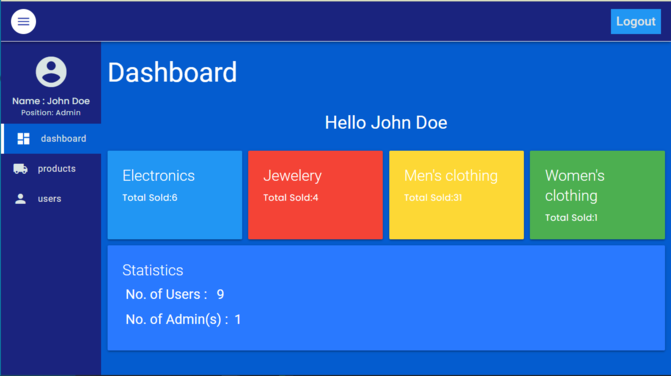 Logout
Name : John Doe
Position: Admin
dashboard
products
users
Dashboard
Hello John Doe
Electronics
Total Sold:6
Jewelery
Total Sold:4
Men's clothing
Total Sold:31
Women's
clothing
Total Sold:1
Statistics
No. of Users : 9
No. of Admin(s) : 1